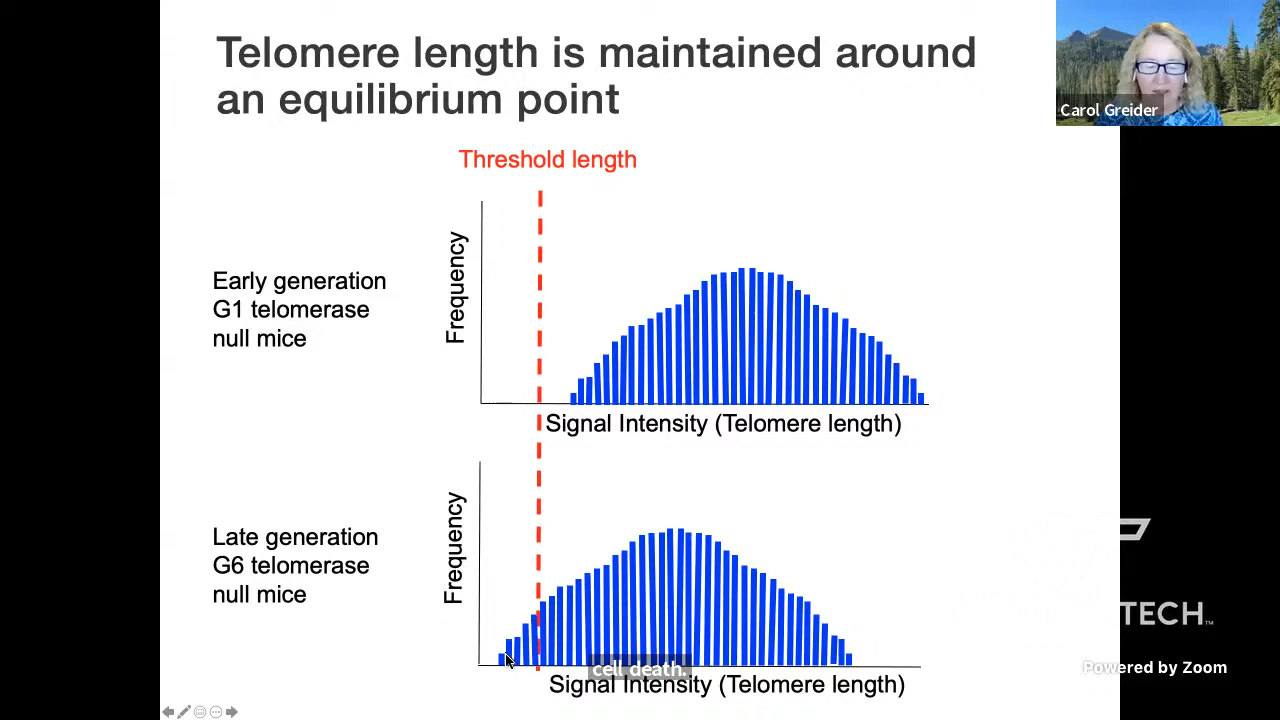 Telomere length is maintained around
an equilibrium point
Carol Greider
Threshold length
Frequency
Early generation
G1 telomerase
null mice
Signal Intensity (Telomere length)
Frequency
Late generation
G6 telomerase
null mice
TECH™
cell death.
Powered by Zoom
Signal Intensity (Telomere length)